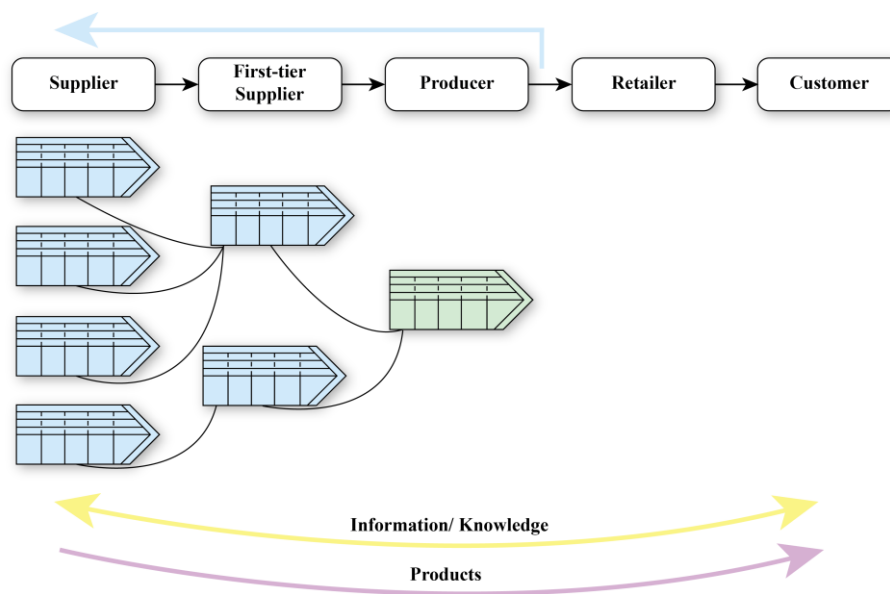 Supplier
First-tier
Supplier
Producer
Retailer
Customer
Information/ Knowledge
Products